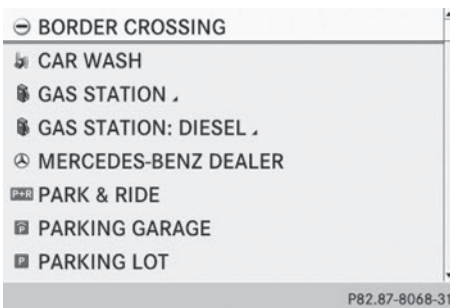 BORDER CROSSING
CAR WASH
GAS STATION
GAS STATION: DIESEL
MERCEDES-BENZ DEALER
P+R PARK & RIDE
P PARKING GARAGE
P PARKING LOT
P82.87-8068-31